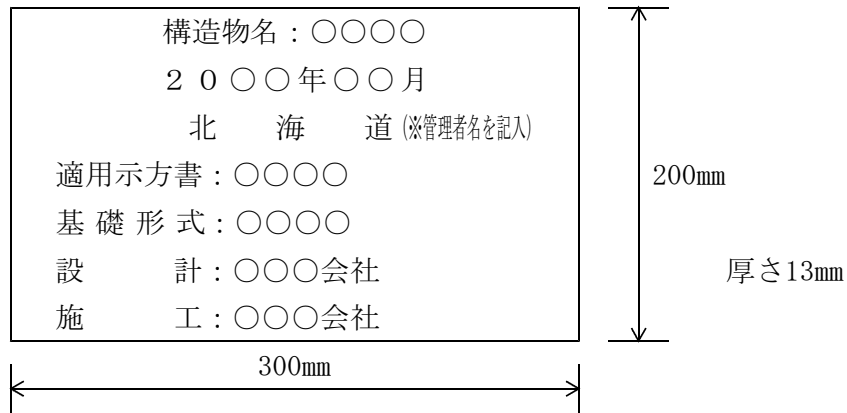 構造物名：○○○○
２０○○年○○月
北　海　道(※管理者名を記入)
適用示方書：○○○○
基礎形式：○○○○
設　　計：○○○会社
施　　工：○○○会社
200mm
厚さ13mm
300mm